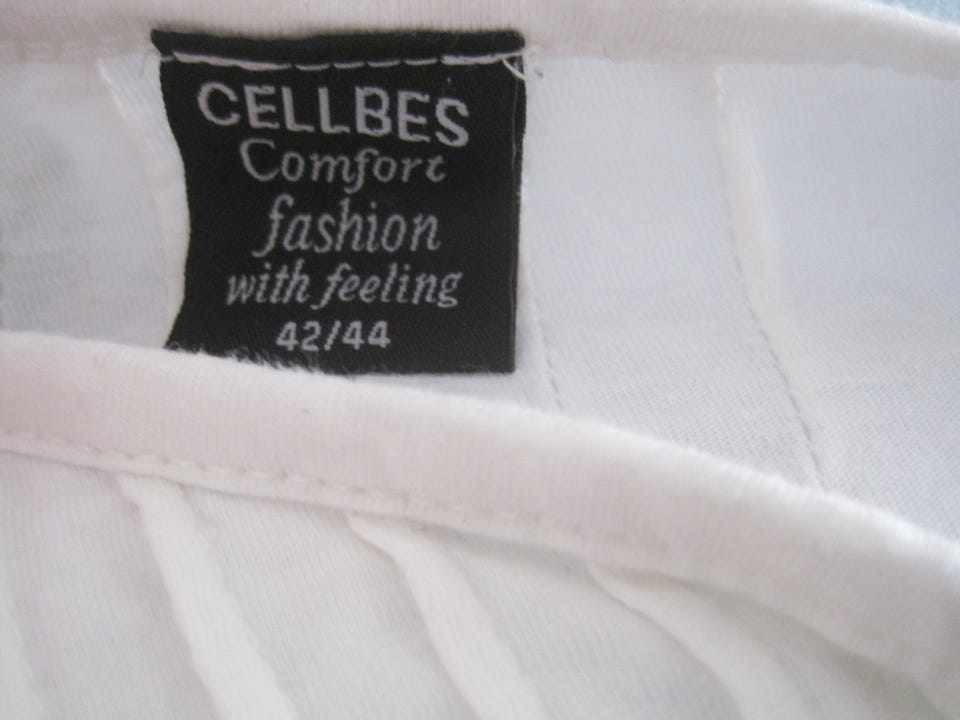 CELLBES
Comfort
fashion
with feeling
42/44